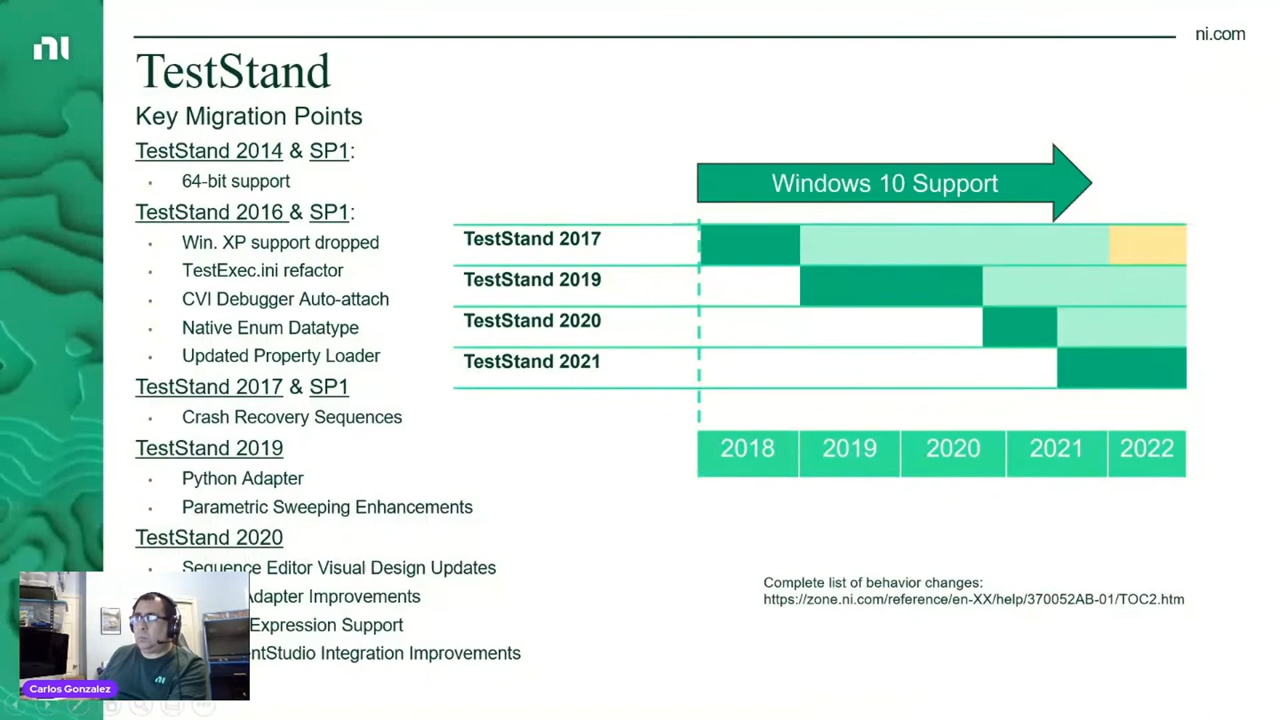 ni
ni.com
TestStand
Key Migration Points
TestStand 2014 & SP1:
64-bit support
TestStand 2016 & SP1:
Win. XP support dropped
TestExec.ini refactor
CVI Debugger Auto-attach
Native Enum Datatype
Updated Property Loader
TestStand 2017 & SP1
Crash Recovery Sequences
TestStand 2019
Python Adapter
Parametric Sweeping Enhancements
TestStand 2020
Sequence Editor Visual Design Updates
Adapter Improvements
Expression Support
Integration Improvements
Windows 10 Support
TestStand 2017
TestStand 2019
TestStand 2020
TestStand 2021
2018 2019 2020 2021 2022
Complete list of behavior changes:
https://zone.ni.com/reference/en-XX/help/370052AB-01/TOC2.htm
Carlos Gonzalez
ni